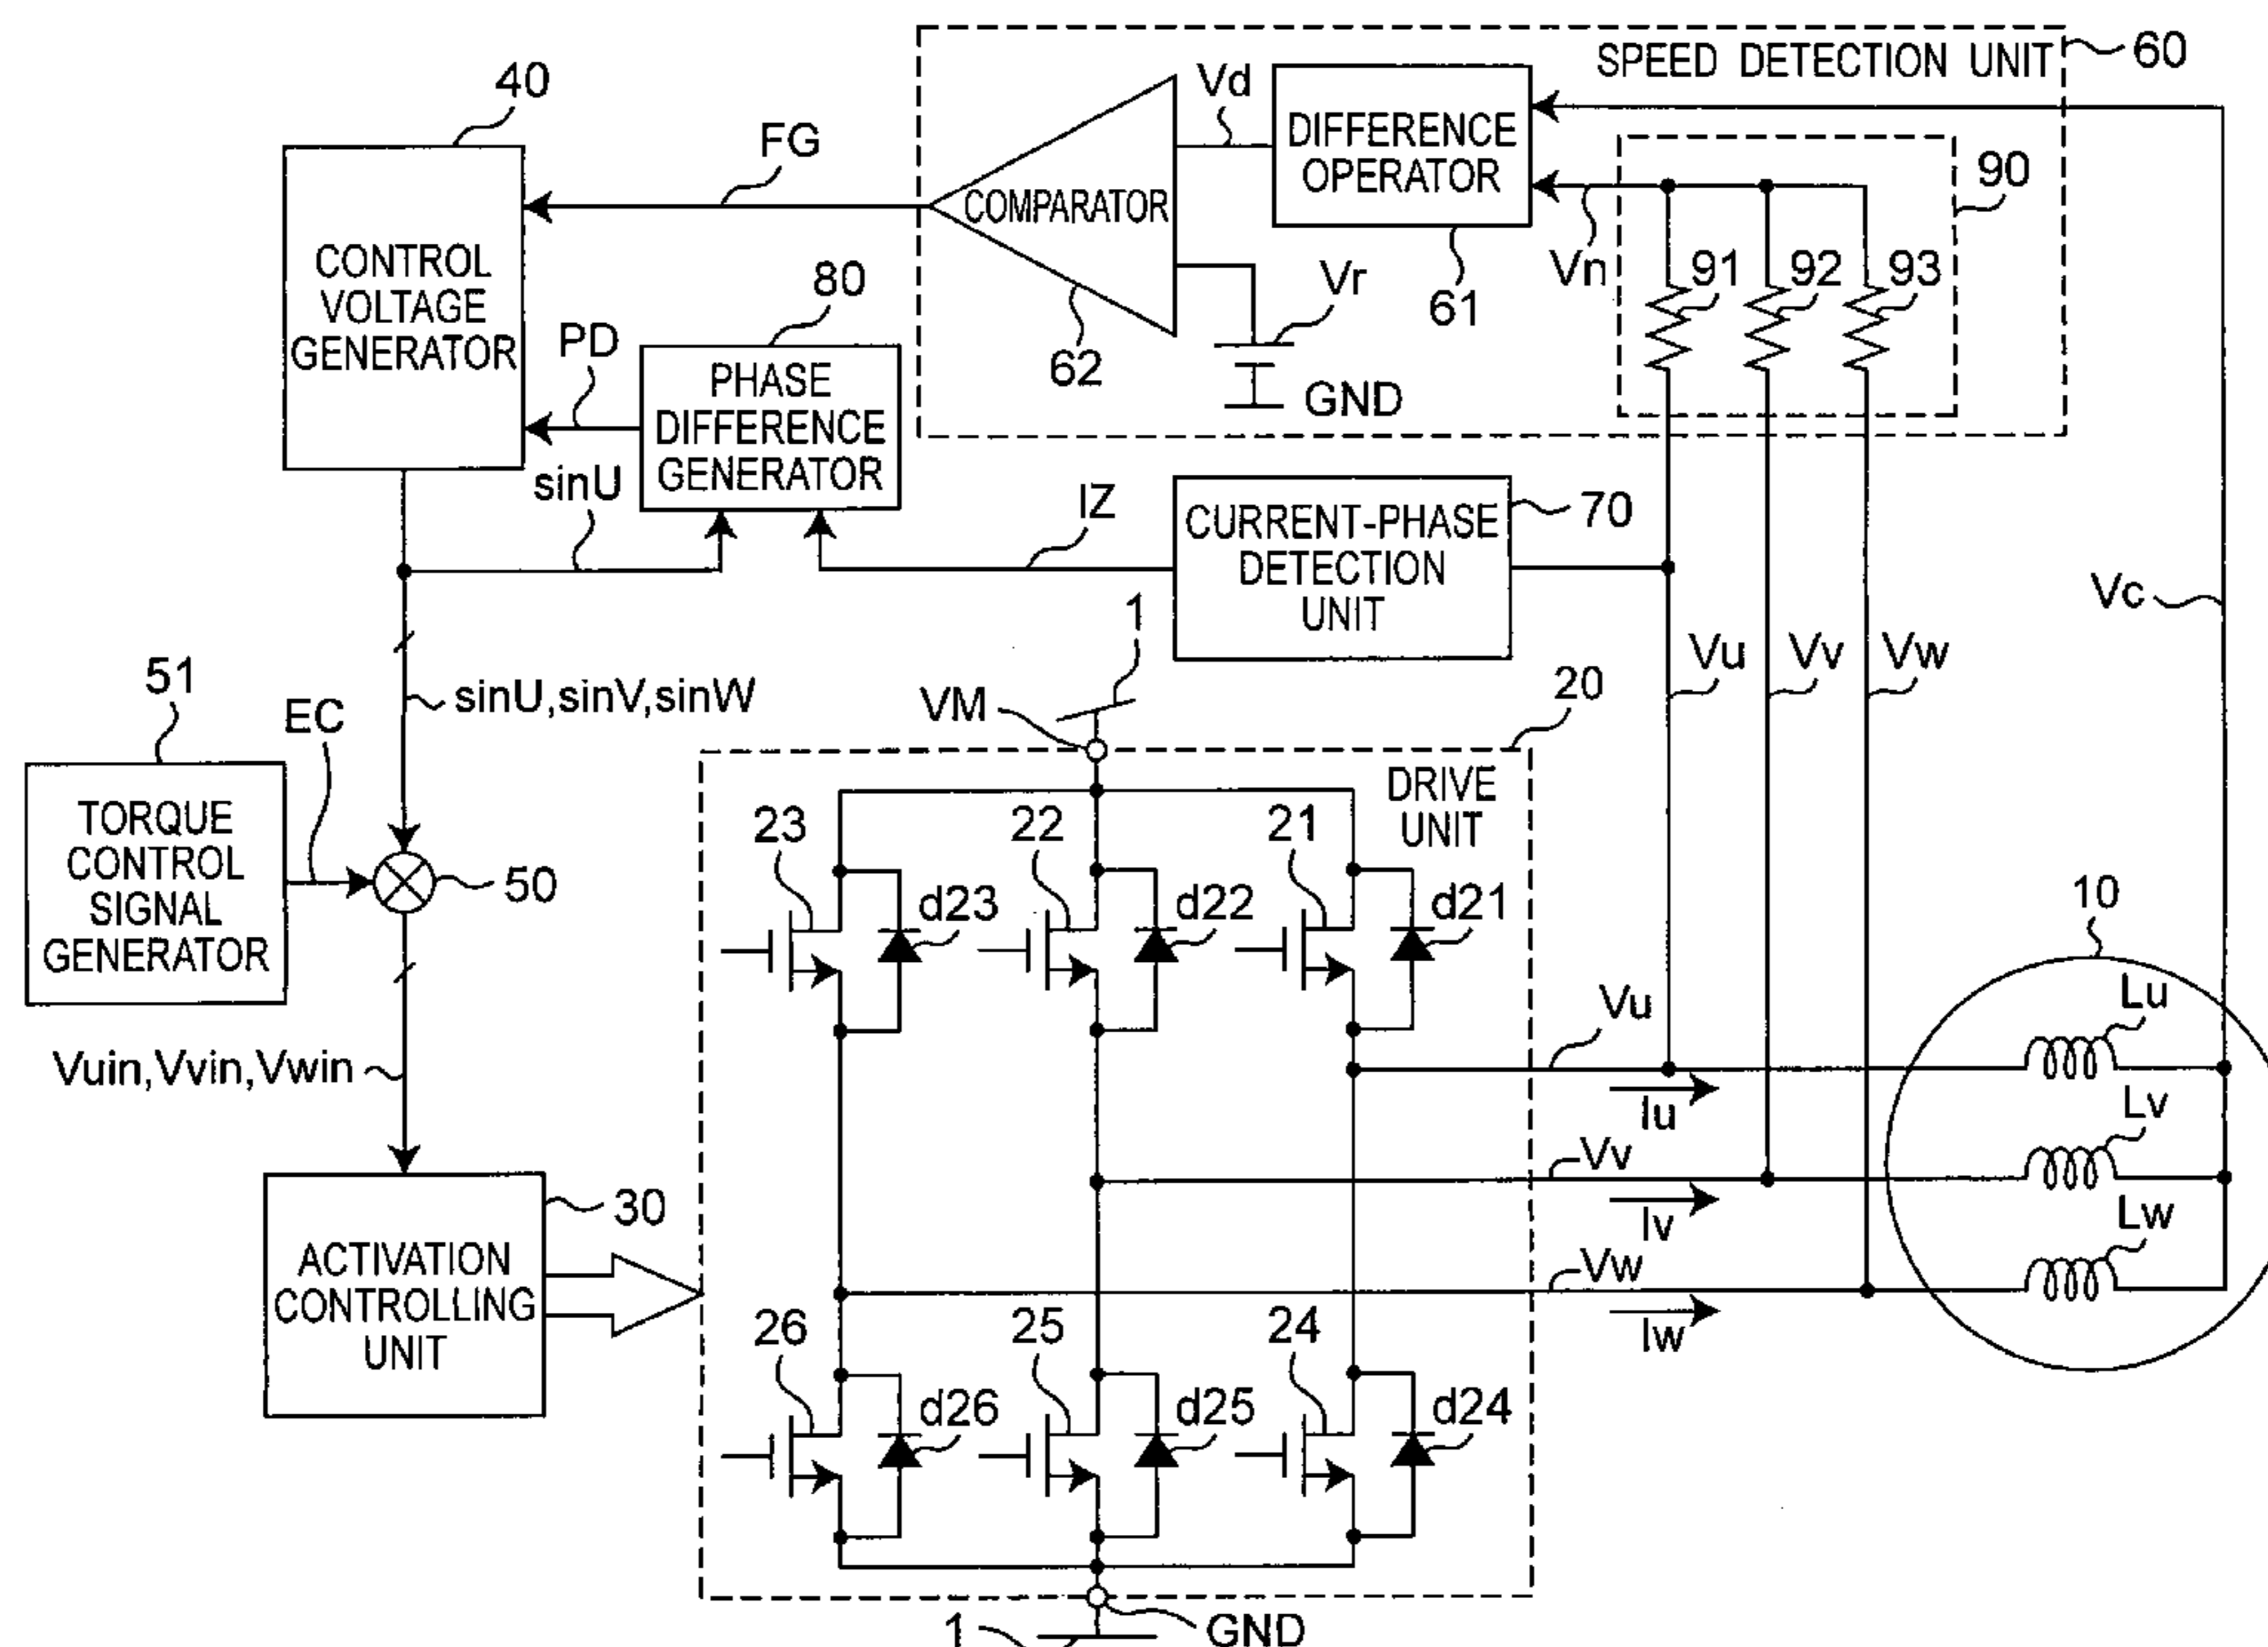 SPEED DETECTION UNIT
60
40
Vd
DIFFERENCE
OPERATOR
FG
COMPARATOR
90
CONTROL
VOLTAGE
GENERATOR
80
Vr
61
Vn
91
92
93
PD
62
PHASE
DIFFERENCE
GENERATOR
GND
sinU
IZ
CURRENT-PHASE
DETECTION
UNIT
70
Vc
1
51
EC
sinU,sinV,sinW
VM
20
Vu
Vv
Vw
TORQUE
CONTROL
SIGNAL
GENERATOR
50
DRIVE
UNIT
23
22
21
d23
d22
d21
10
Vuin,Vvin,Vwin
Vu
Lu
Iu
Lv
30
Vv
Iv
Lw
ACTIVATION
CONTROLLING
UNIT
Vw
Iw
26
25
24
d26
d25
d24
1
GND